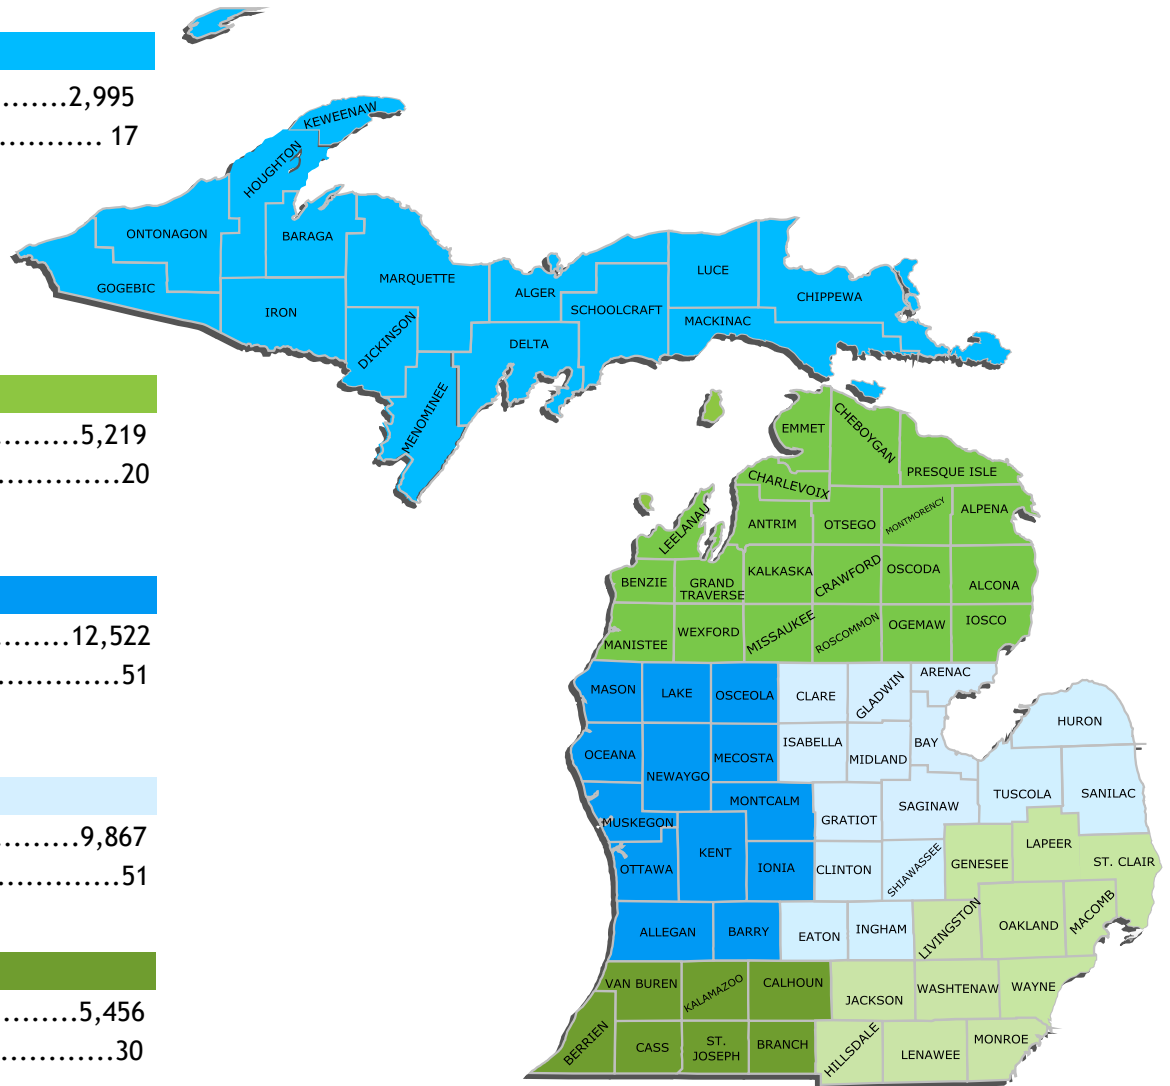 ........2,995
............ 17
..........5,219
..............20
.........12,522
..............51
..........9,867
..............51
..........5,456
..............30
KEWEENAW
HOUGHTON
ONTONAGON
BARAGA
GOGEBIC
IRON
MARQUETTE
DICKINSON
MENOMINEE
ALGER
DELTA
SCHOOLCRAFT
LUCE
MACKINAC
CHIPPEWA
EMMET
CHEBOYGAN
PRESQUE ISLE
CHARLEVOIX
LEELANAU
ANTRIM
OTSEGO
MONTMORENCY
ALPENA
BENZIE
GRAND
TRAVERSE
KALKASKA
CRAWFORD
OSCODA
ALCONA
MANISTEE
WEXFORD
MISSAUKEE
ROSCOMMON
OGEMAW
IOSCO
MASON
LAKE
OSCEOLA
CLARE
GLADWIN
ARENAC
HURON
OCEANA
NEWAYGO
MECOSTA
ISABELLA
MIDLAND
BAY
TUSCOLA
SANILAC
MUSKEGON
MONTCALM
GRATIOT
SAGINAW
OTTAWA
KENT
IONIA
CLINTON
SHIAWASSEE
GENESEE
LAPEER
ST. CLAIR
ALLEGAN
BARRY
EATON
INGHAM
LIVINGSTON
OAKLAND
MACOMB
VAN BUREN
KALAMAZOO
CALHOUN
JACKSON
WASHTENAW
WAYNE
BERRIEN
CASS
ST.
JOSEPH
BRANCH
HILLSDALE
LENAWEE
MONROE